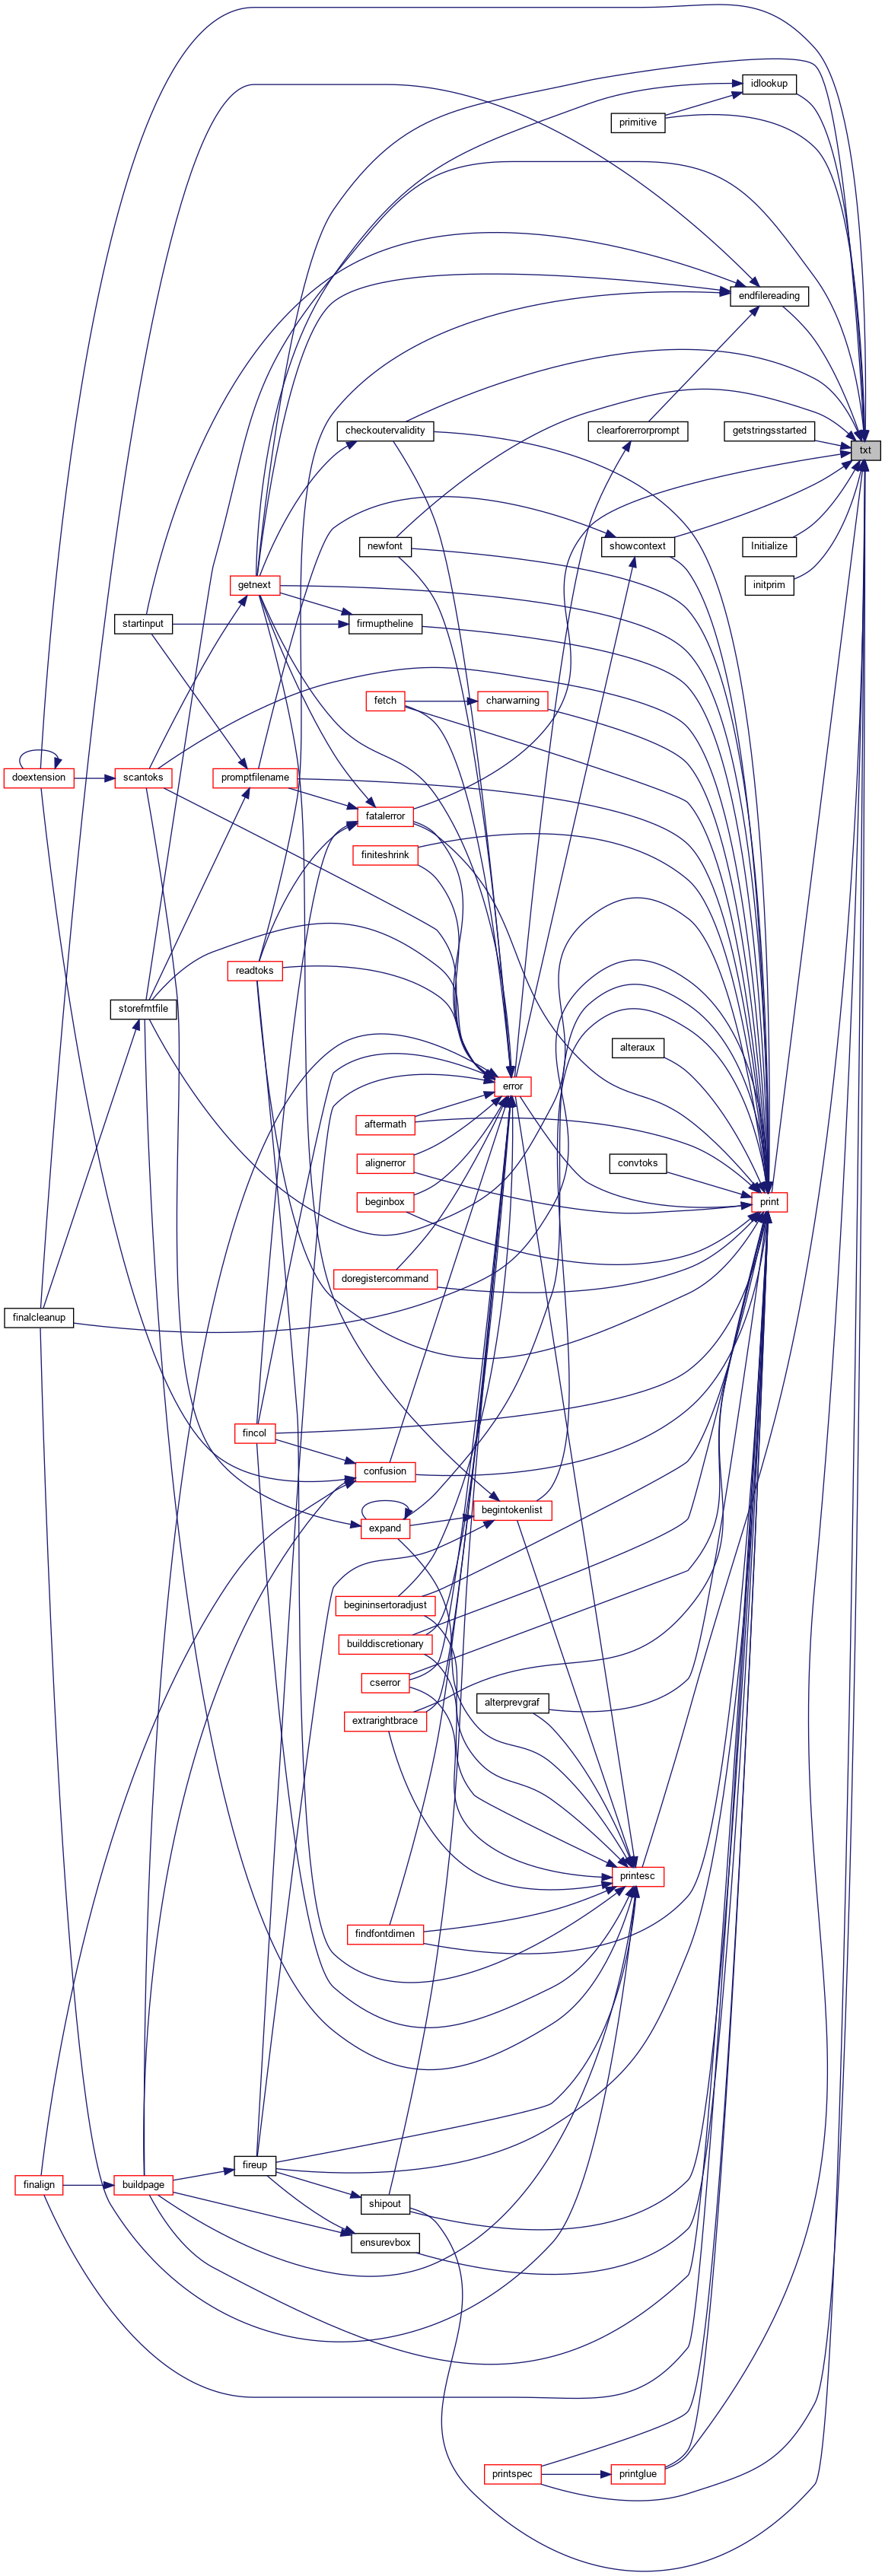 idlookup
primitive
endfilereading
checkoutervalidity
clearforerrorprompt
getstringsstarted
txt
newfont
showcontext
Initialize
getnext
initprim
startinput
firmuptheline
fetch
charwarning
doextension
scantoks
promptfilename
fatalerror
finiteshrink
readtoks
storefmtfile
alteraux
error
aftermath
alignerror
convtoks
beginbox
print
doregistercommand
finalcleanup
fincol
confusion
begintokenlist
expand
begininsertoradjust
builddiscretionary
cserror
alterprevgraf
extrarightbrace
printesc
findfontdimen
fireup
finalign
buildpage
shipout
ensurevbox
printspec
printglue